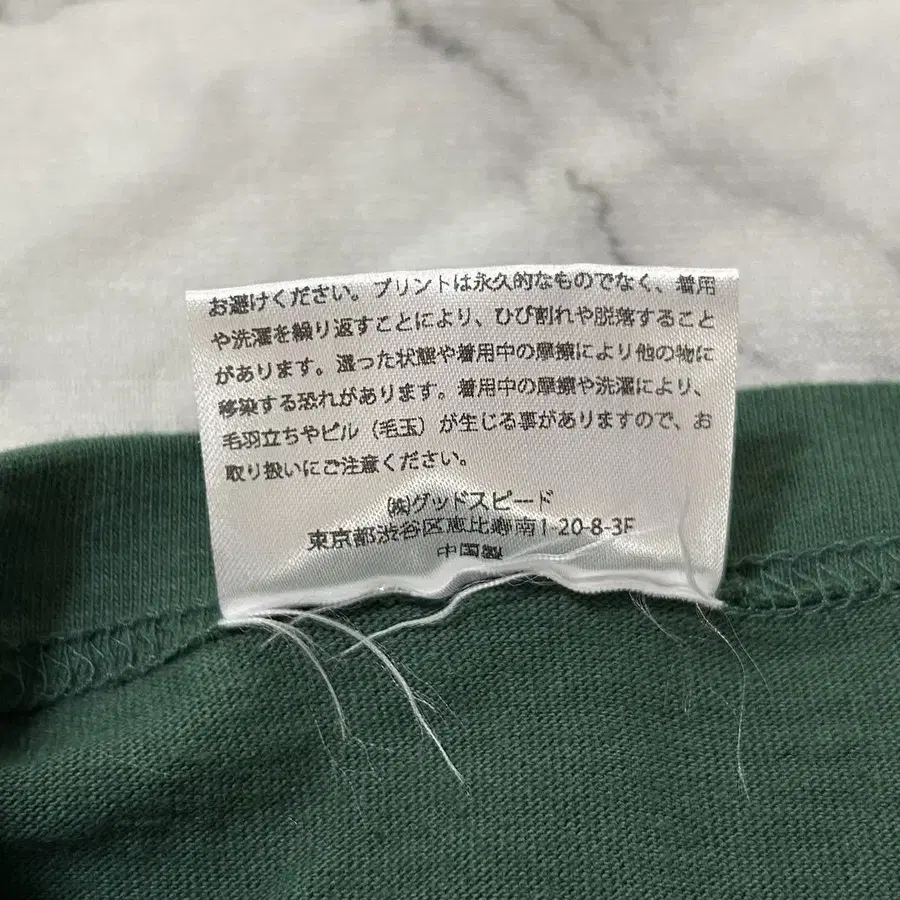 お避けください。プリントは永久的なものでなく、着用
や洗濯を繰り返すことにより、ひび割れや脱落すること
があります。湿った状態や着用中の摩擦により他の物に
移染する恐れがあります。着用中の摩擦や洗濯により、
毛羽立ちやピル（毛玉）が生じる事がありますので、お
取り扱いにご注意ください。
㈱グッドスピード
東京都渋谷区恵比寿南1-20-8-3F
中国製